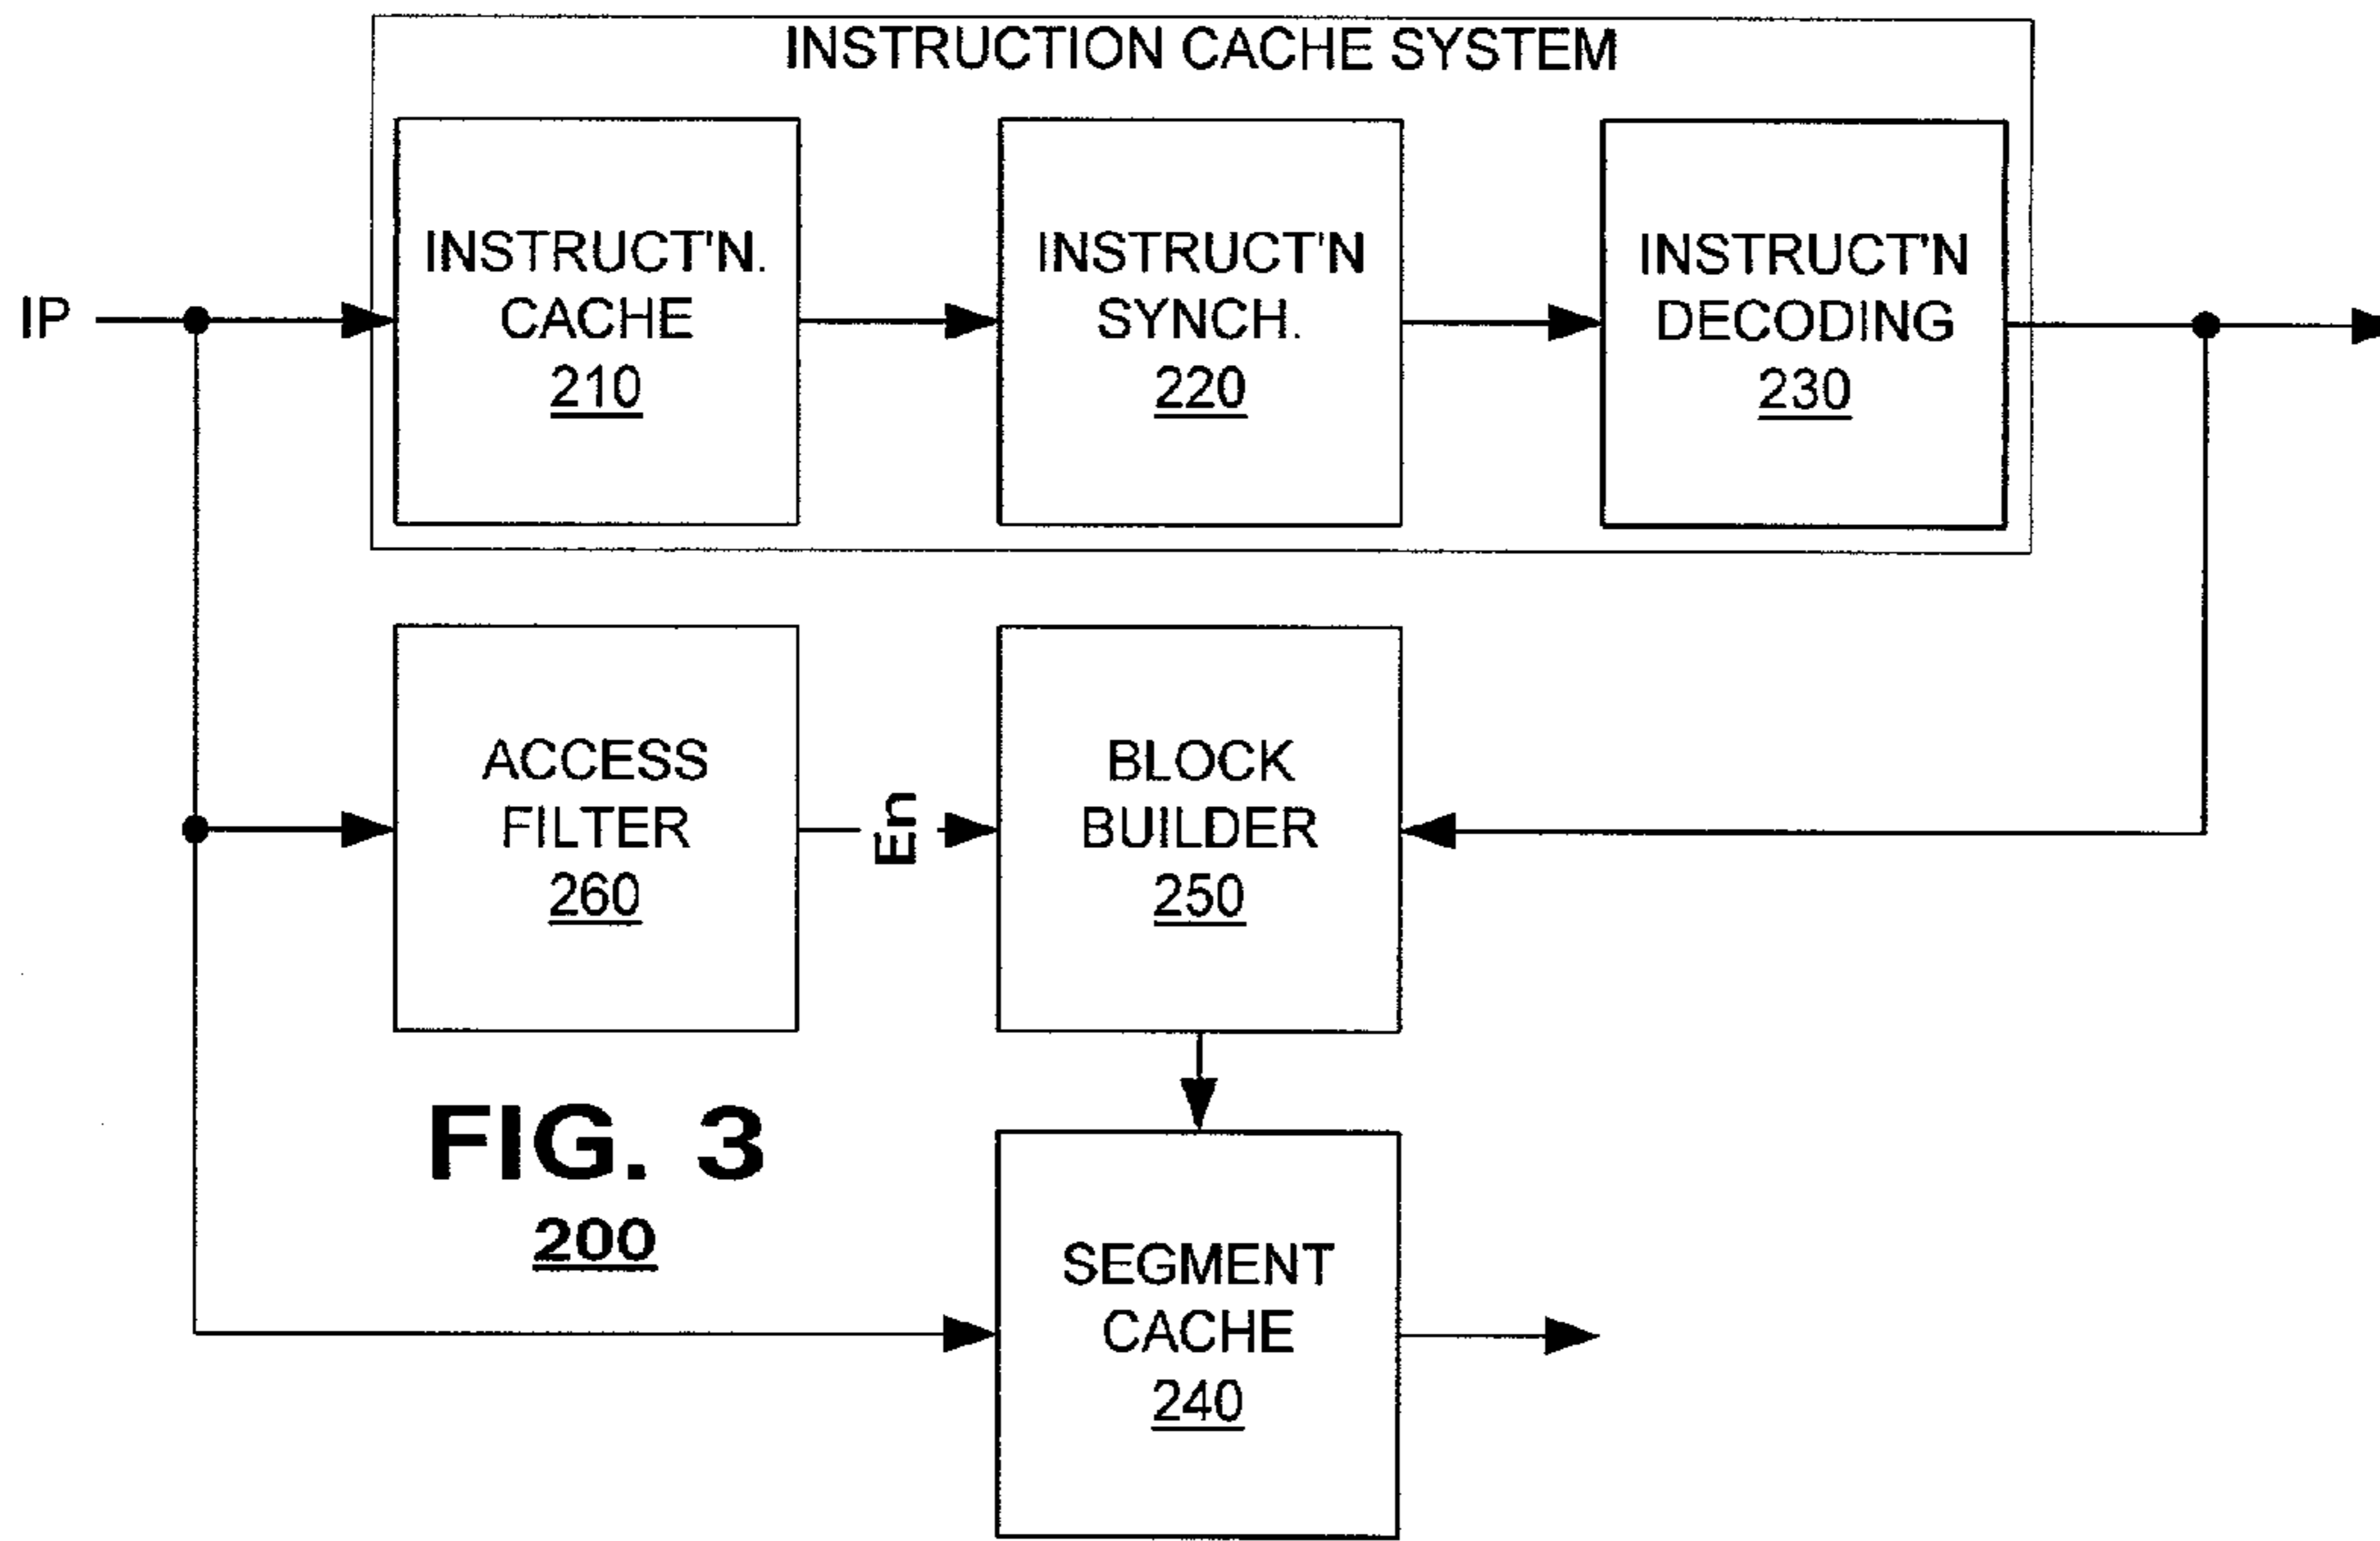 INSTRUCTION CACHE SYSTEM
IP
INSTRUCT'N.
CACHE
210
INSTRUCT'N
SYNCH.
220
INSTRUCT'N
DECODING
230
ACCESS
FILTER
260
En
BLOCK
BUILDER
250
FIG. 3
200
SEGMENT
CACHE
240